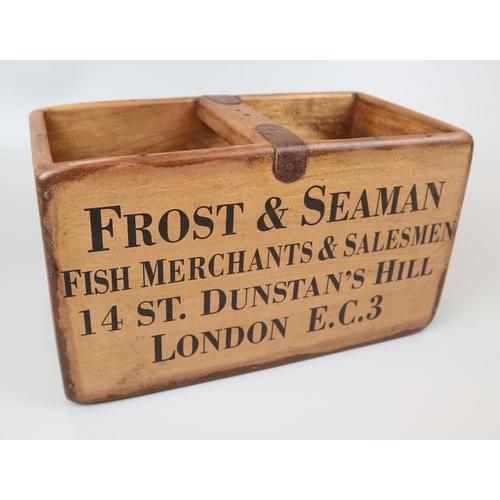 FROST & SEAMAN
FISH MERCHANTS & SALESMEN
14 ST. DUNSTAN'S HILL
LONDON E.C.3